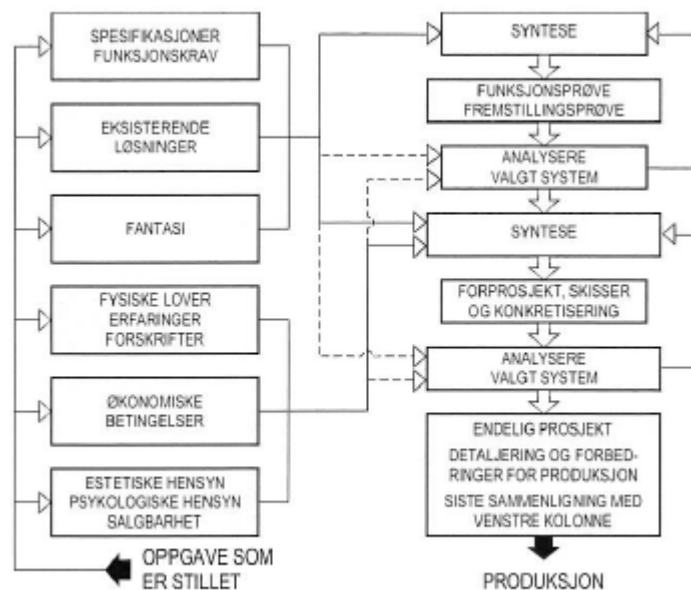 SPESIFIKASJONER
FUNKSJONSKRAV
EKSISTERENDE
LØSNINGER
FANTASI
FYSISKE LOVER
ERFARINGER
FORSKRIFTER
ØKONOMISKE
BETINGELSER
ESTETISKE HENSYN
PSYKOLOGISKE HENSYN
SALGBARHET
OPPGAVE SOM
ER STILLET
SYNTESE
FUNKSJONSPRØVE
FREMSTILLINGSPRØVE
ANALYSERE
VALGT SYSTEM
SYNTESE
FORPROSJEKT, SKISSER
OG KONKRETISERING
ANALYSERE
VALGT SYSTEM
ENDELIG PROSJEKT
DETALJERING OG FORBED-
RINGER FOR PRODUKSJON
SISTE SAMMENLIGNING MED
VENSTRE KOLONNE
PRODUKSJON